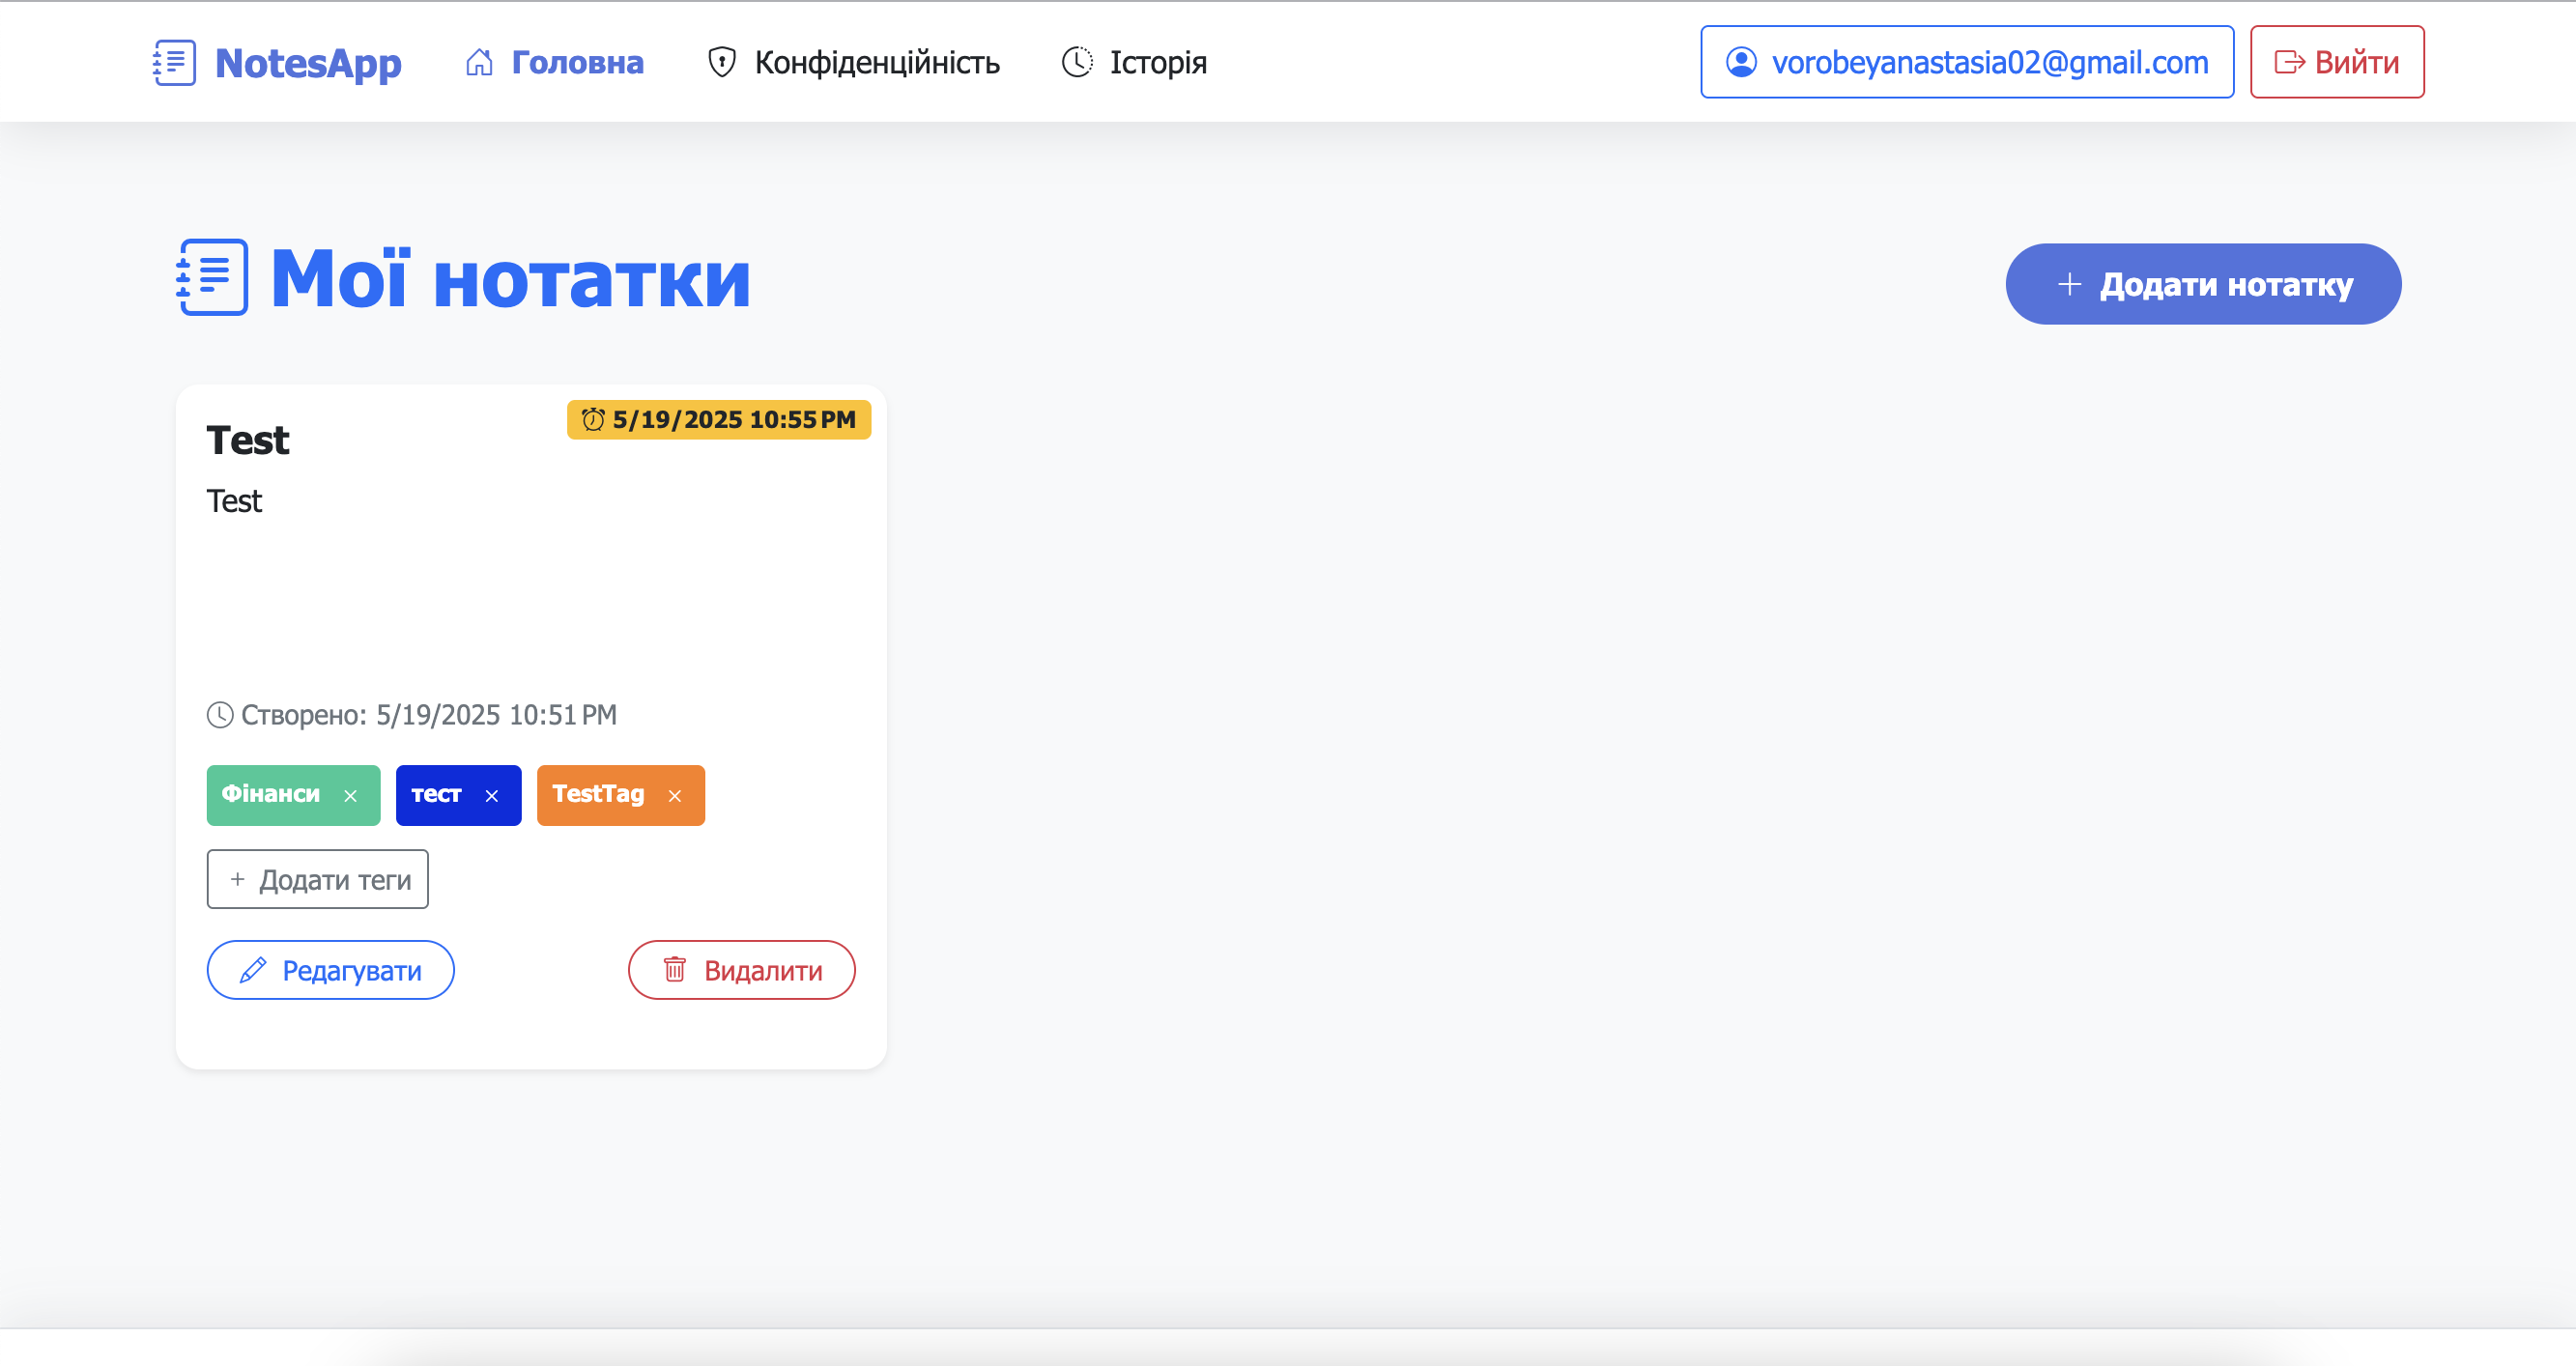 NotesApp Головна Конфіденційність Історія vorobeyanastasia02@gmail.com Вийти
Мої нотатки
+ Додати нотатку
5/19/2025 10:55 PM
Test
Test
Створено: 5/19/2025 10:51 PM
Фінанси × тест × TestTag ×
+ Додати теги
Редагувати Видалити